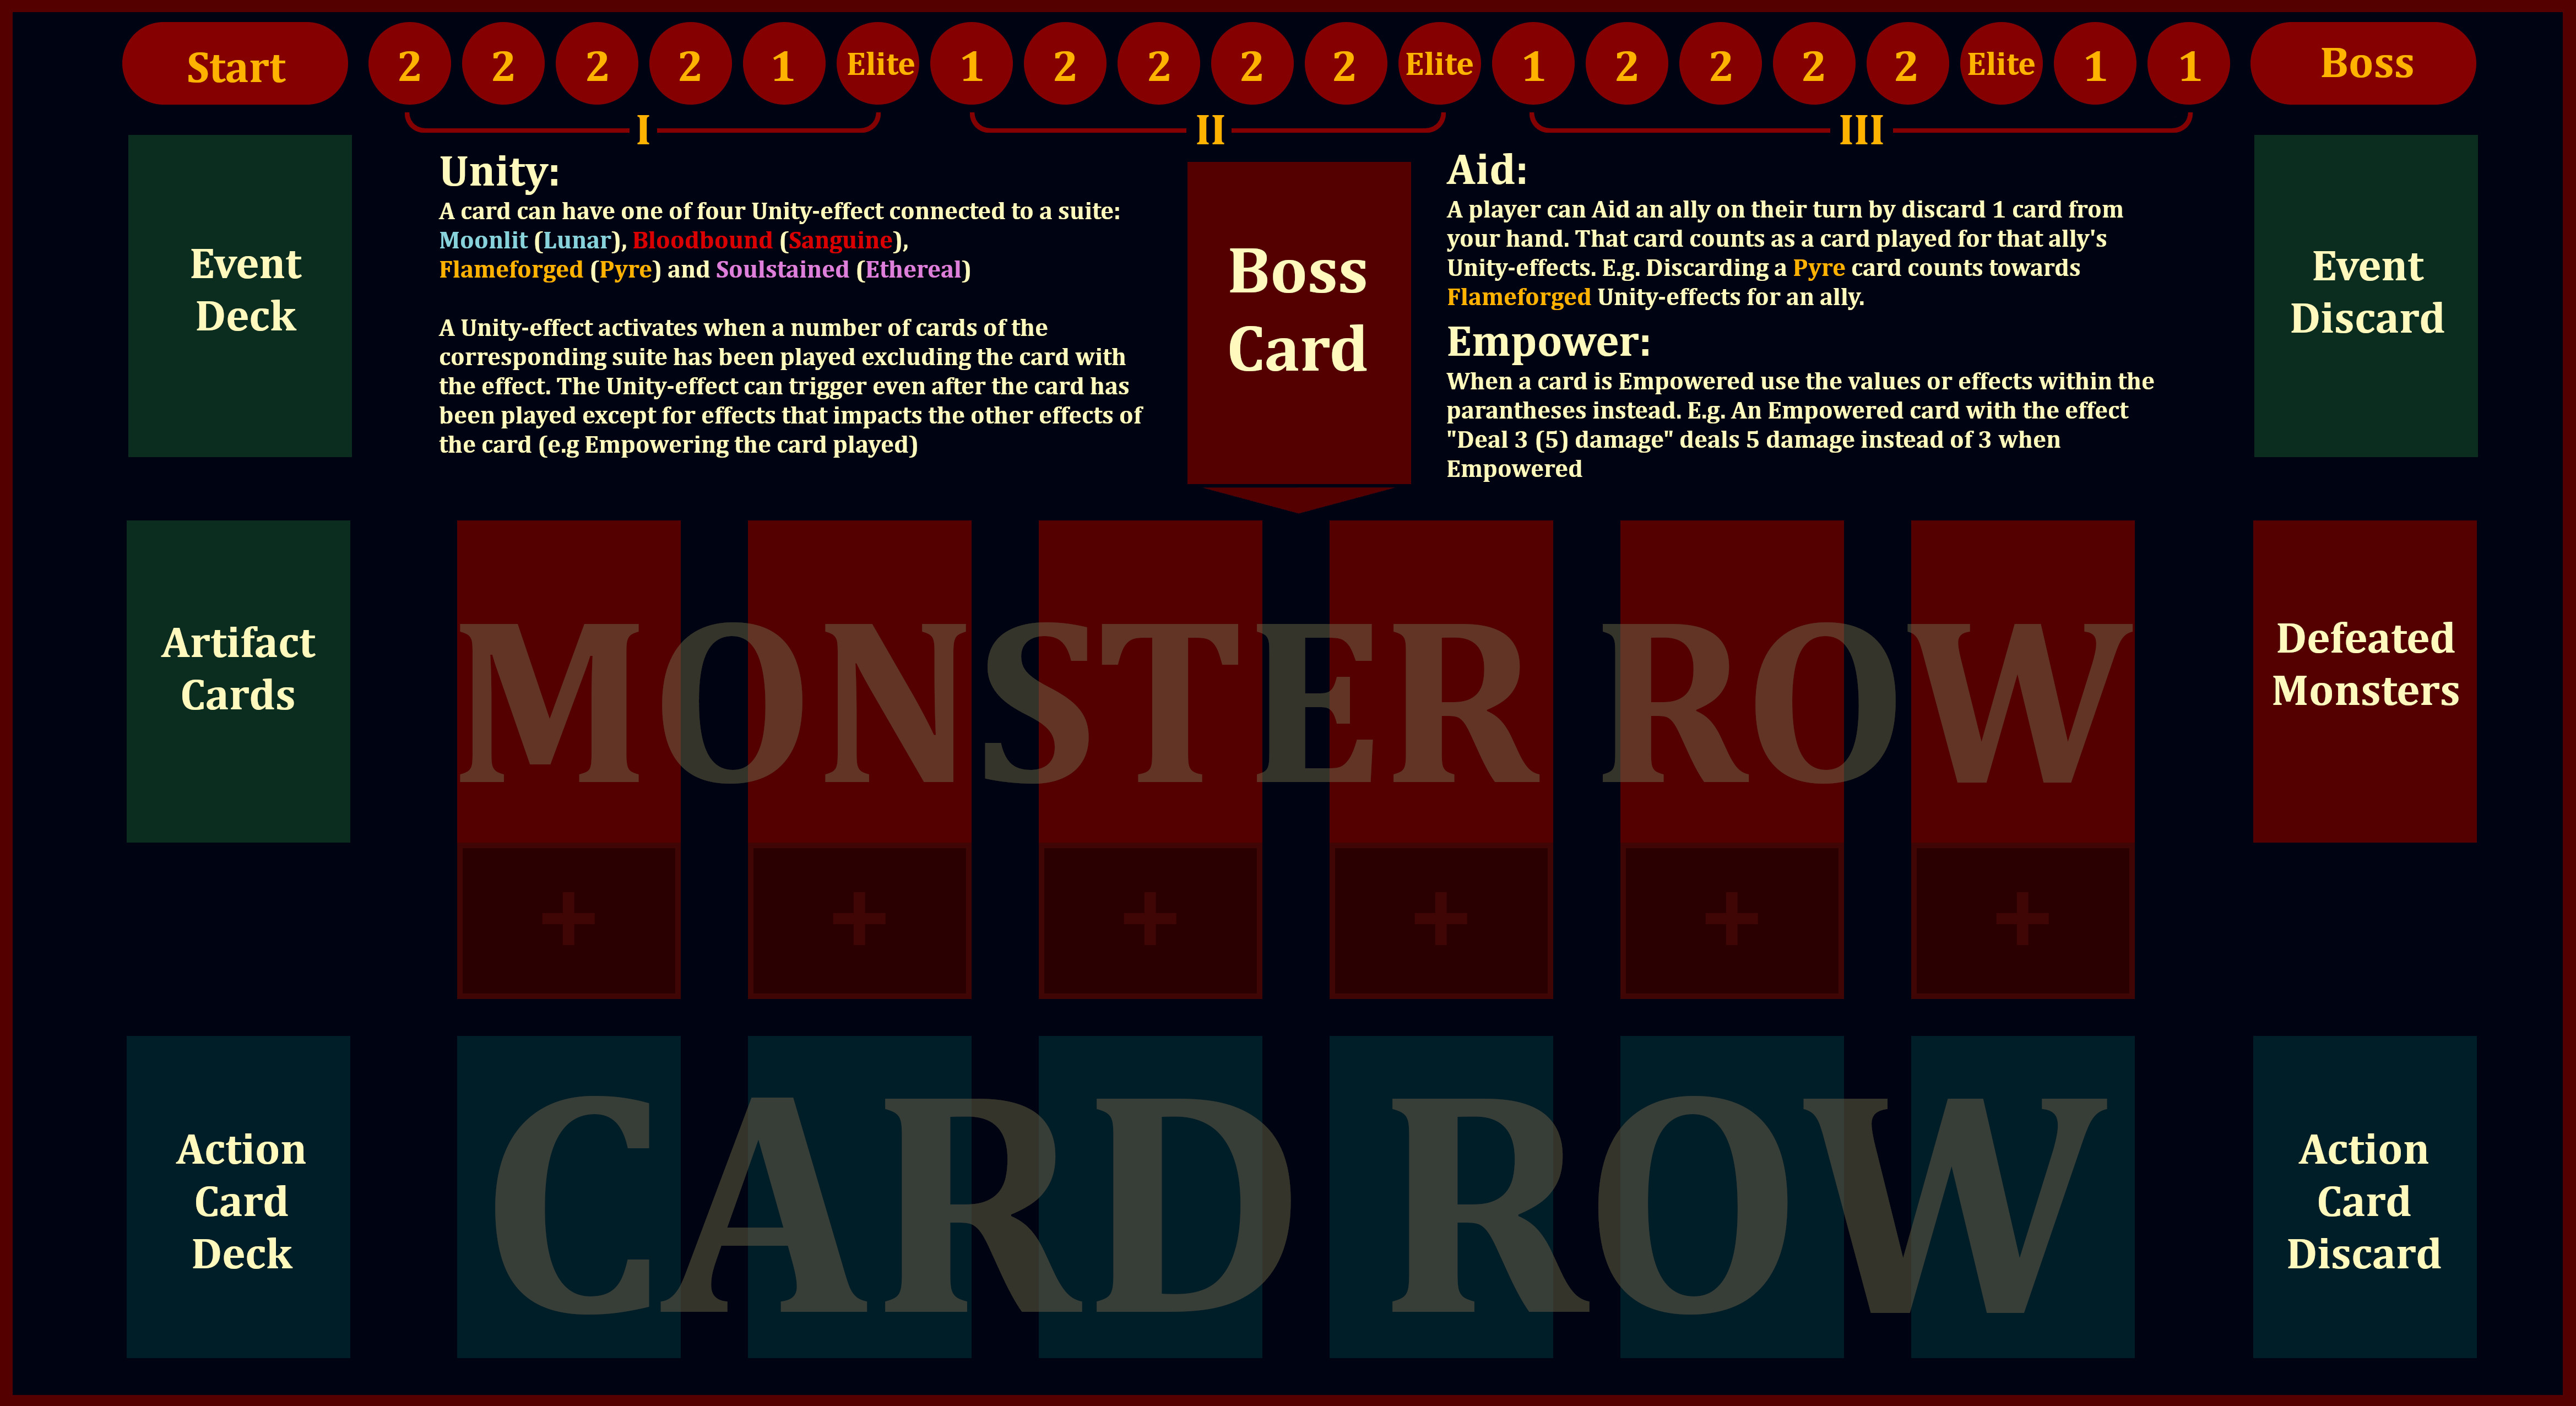 Start 2 2 2 2 1 Elite 1 2 2 2 2 Elite 1 2 2 2 2 Elite 1 1 Boss
I II III
Event
Deck
Unity:
A card can have one of four Unity-effect connected to a suite:
Moonlit (Lunar), Bloodbound (Sanguine),
Flameforged (Pyre) and Soulstained (Ethereal)
A Unity-effect activates when a number of cards of the
corresponding suite has been played excluding the card with
the effect. The Unity-effect can trigger even after the card has
been played except for effects that impacts the other effects of
the card (e.g Empowering the card played)
Boss
Card
Aid:
A player can Aid an ally on their turn by discard 1 card from
your hand. That card counts as a card played for that ally's
Unity-effects. E.g. Discarding a Pyre card counts towards
Flameforged Unity-effects for an ally.
Empower:
When a card is Empowered use the values or effects within the
parantheses instead. E.g. An Empowered card with the effect
"Deal 3 (5) damage" deals 5 damage instead of 3 when
Empowered
Event
Discard
Artifact
Cards
MONSTER ROW
Defeated
Monsters
+ + + + + +
Action
Card
Deck
CARD ROW
Action
Card
Discard